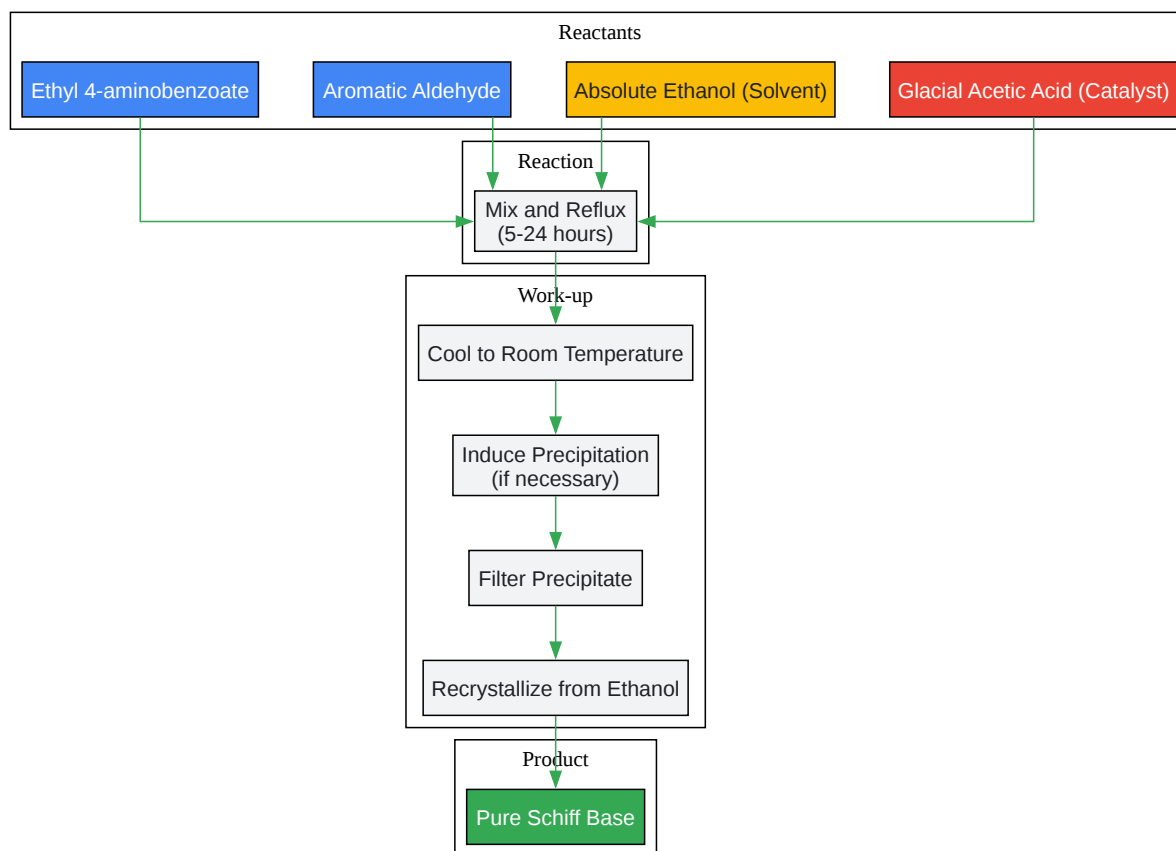 Reactants
Ethyl 4-aminobenzoate
Aromatic Aldehyde
Absolute Ethanol (Solvent)
Glacial Acetic Acid (Catalyst)
Reaction
Mix and Reflux
(5-24 hours)
Work-up
Cool to Room Temperature
Induce Precipitation
(if necessary)
Filter Precipitate
Recrystallize from Ethanol
Product
Pure Schiff Base